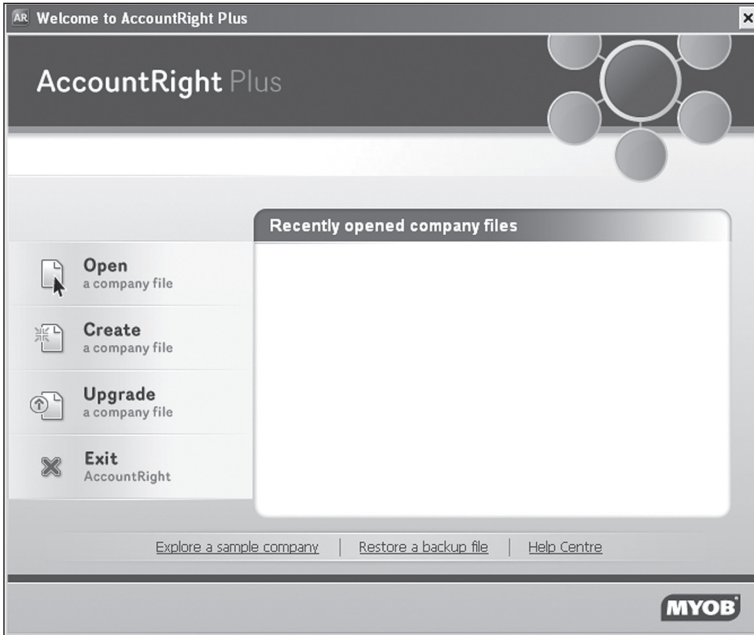 AR Welcome to AccountRight Plus
AccountRight Plus
Recently opened company files
Open
a company file
Create
a company file
Upgrade
a company file
Exit
AccountRight
Explore a sample company | Restore a backup file | Help Centre
MYOB